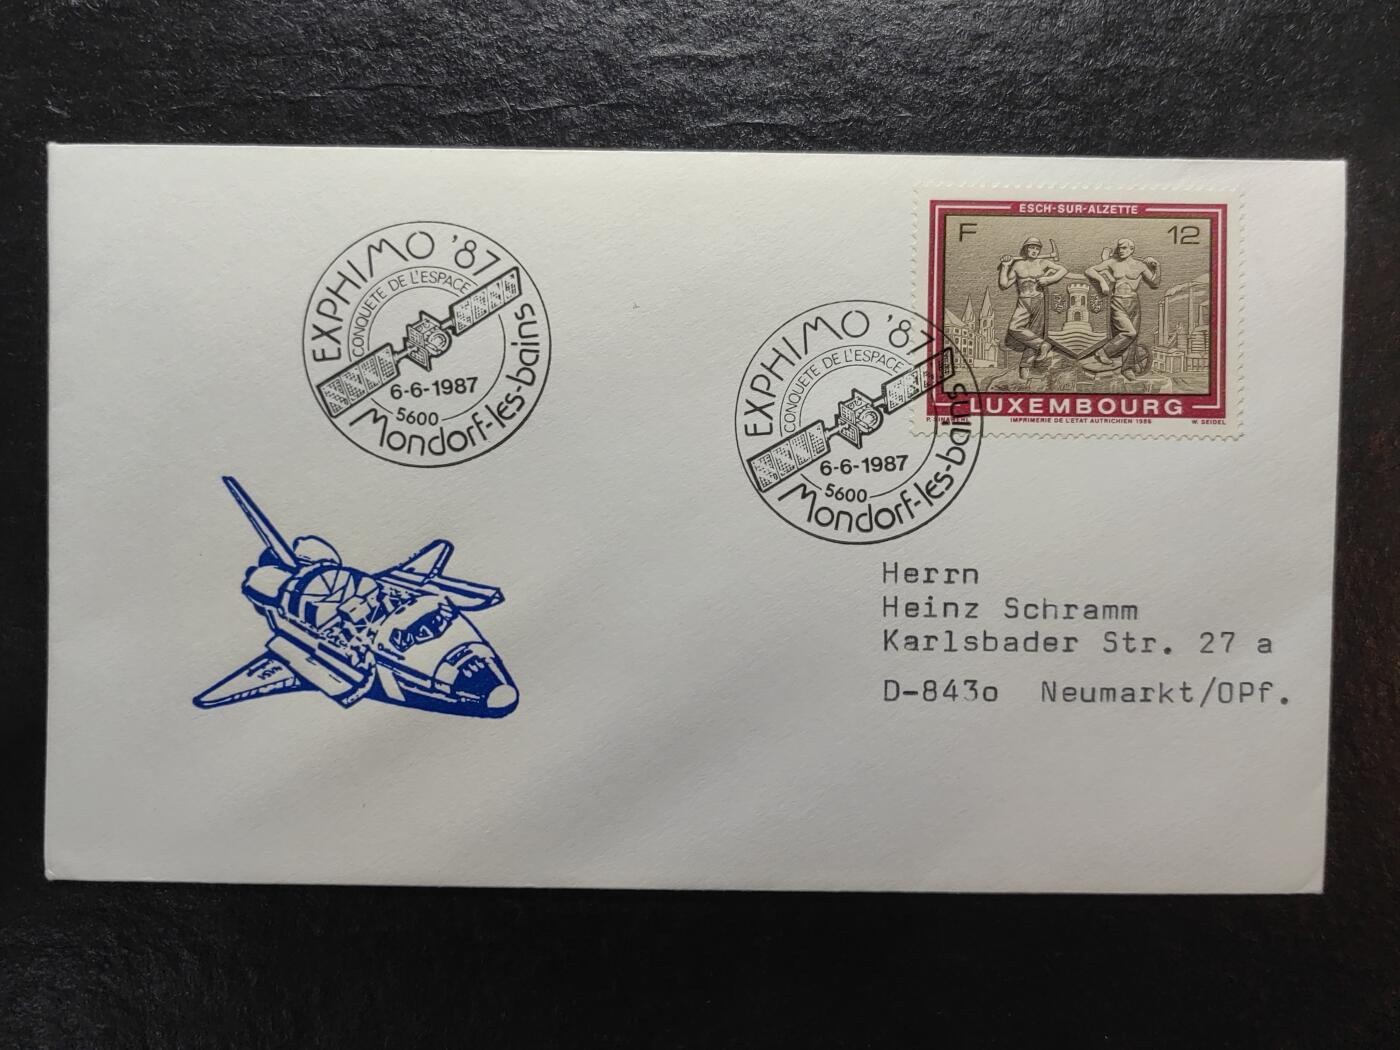 EXPHIMO '87
CONQUETE DE L'ESPACE
6-6-1987
5600
Mondorf-les-bains
EXPHIMO '87
CONQUETE DE L'ESPACE
6-6-1987
5600
Mondorf-les-bains
ESCH-SUR-ALZETTE
F 12
LUXEMBOURG
IMPRIMERIE DE L'ETAT AUTRICHIEN 1986 W. SEIDEL
Herrn
Heinz Schramm
Karlsbader Str. 27 a
D-843o Neumarkt/OPf.